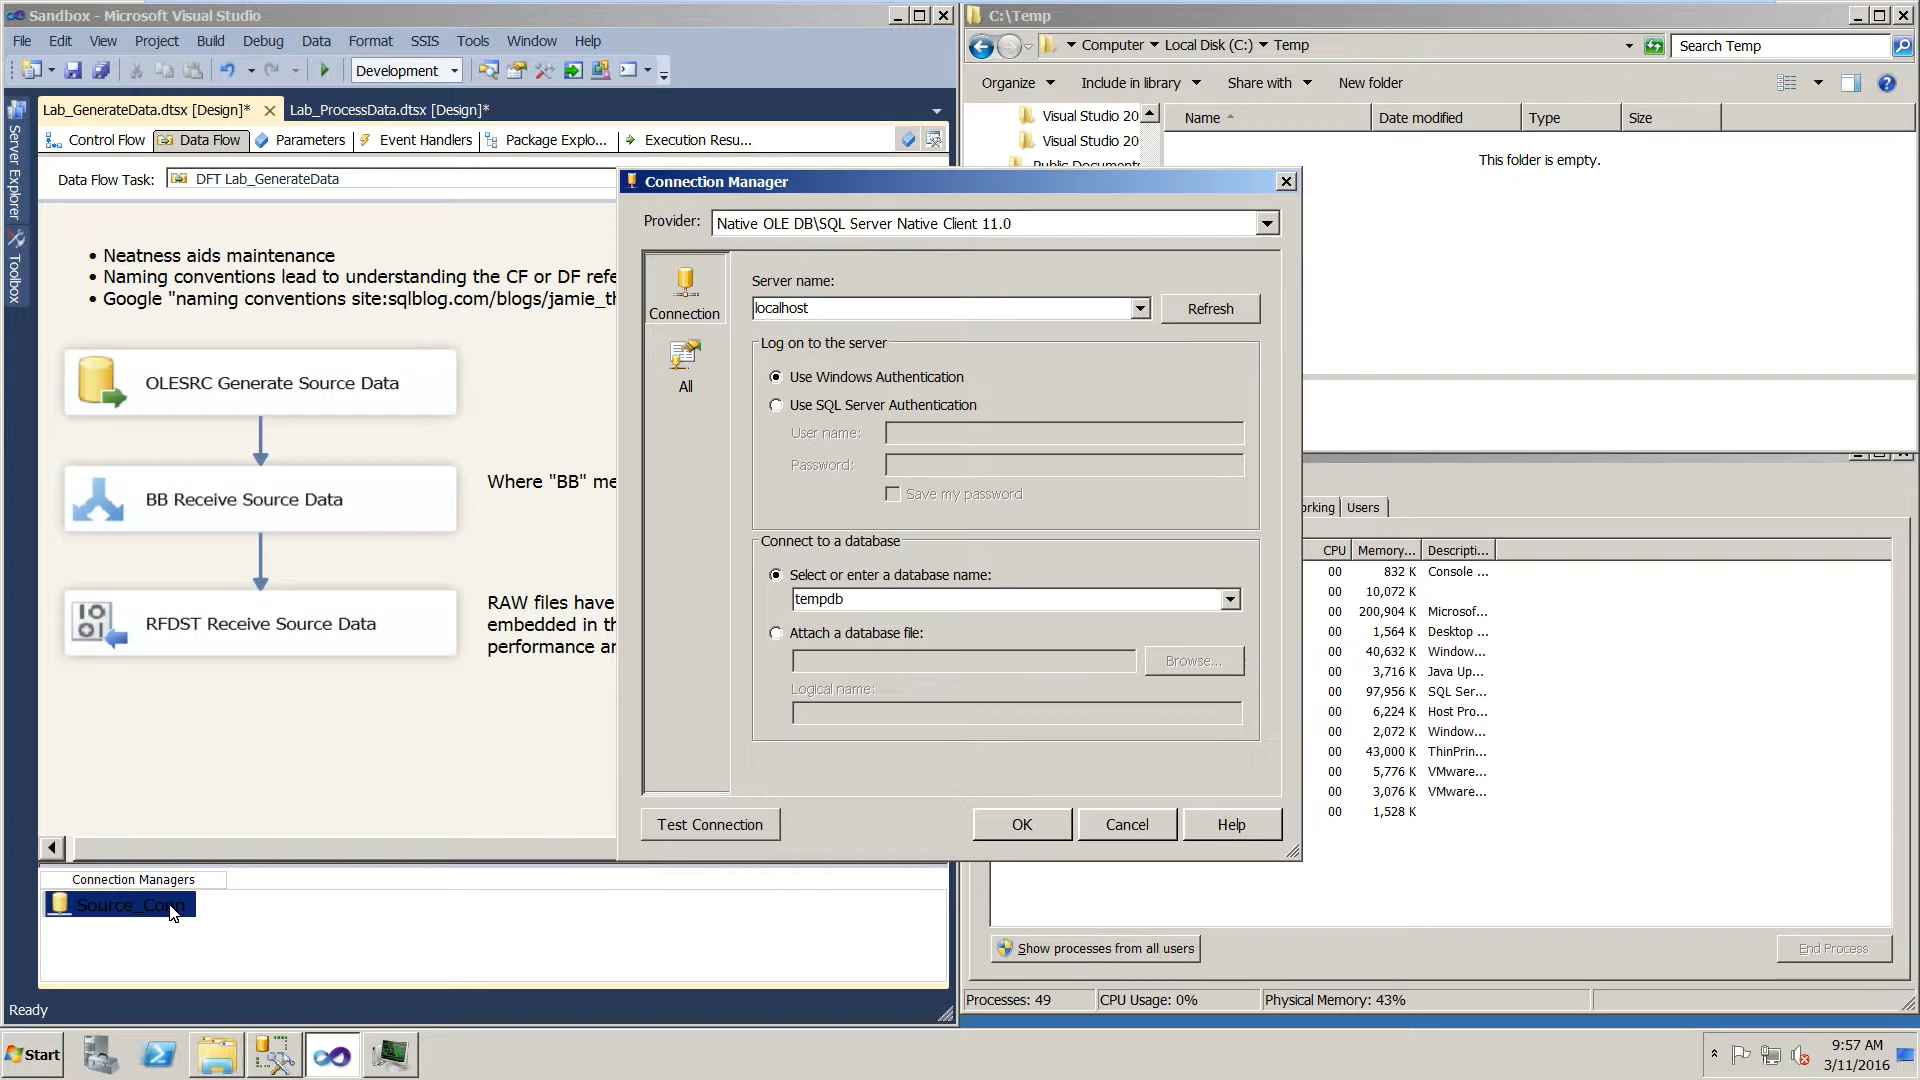 Sandbox - Microsoft Visual Studio
File Edit View Project Build Debug Data Format SSIS Tools Window Help
Development
Lab_GenerateData.dtsx [Design]* Lab_ProcessData.dtsx [Design]*
Control Flow Data Flow Parameters Event Handlers Package Explo... Execution Resu...
Data Flow Task: DFT Lab_GenerateData
Server Explorer
Toolbox
• Neatness aids maintenance
• Naming conventions lead to understanding the CF or DF refe
• Google "naming conventions site:sqlblog.com/blogs/jamie_th
OLESRC Generate Source Data
BB Receive Source Data
Where "BB" me
RFDST Receive Source Data
RAW files have
embedded in th
performance an
Connection Managers
Source_Conn
Ready
Connection Manager
Provider: Native OLE DB\SQL Server Native Client 11.0
Connection
All
Server name:
localhost Refresh
Log on to the server
Use Windows Authentication
Use SQL Server Authentication
User name:
Password:
Save my password
Connect to a database
Select or enter a database name:
tempdb
Attach a database file:
Browse...
Logical name:
Test Connection OK Cancel Help
C:\Temp
Computer Local Disk (C:) Temp Search Temp
Organize Include in library Share with New folder
Visual Studio 20
Visual Studio 20
Public Documents
Name Date modified Type Size
This folder is empty.
orking Users
CPU Memory... Descripti...
00 832 K Console ...
00 10,072 K
00 200,904 K Microsof...
00 1,564 K Desktop ...
00 40,632 K Window...
00 3,716 K Java Up...
00 97,956 K SQL Ser...
00 6,224 K Host Pro...
00 2,072 K Window...
00 43,000 K ThinPrin...
00 5,776 K VMware...
00 3,076 K VMware...
00 1,528 K
Show processes from all users End Process
Processes: 49 CPU Usage: 0% Physical Memory: 43%
Start
9:57 AM
3/11/2016